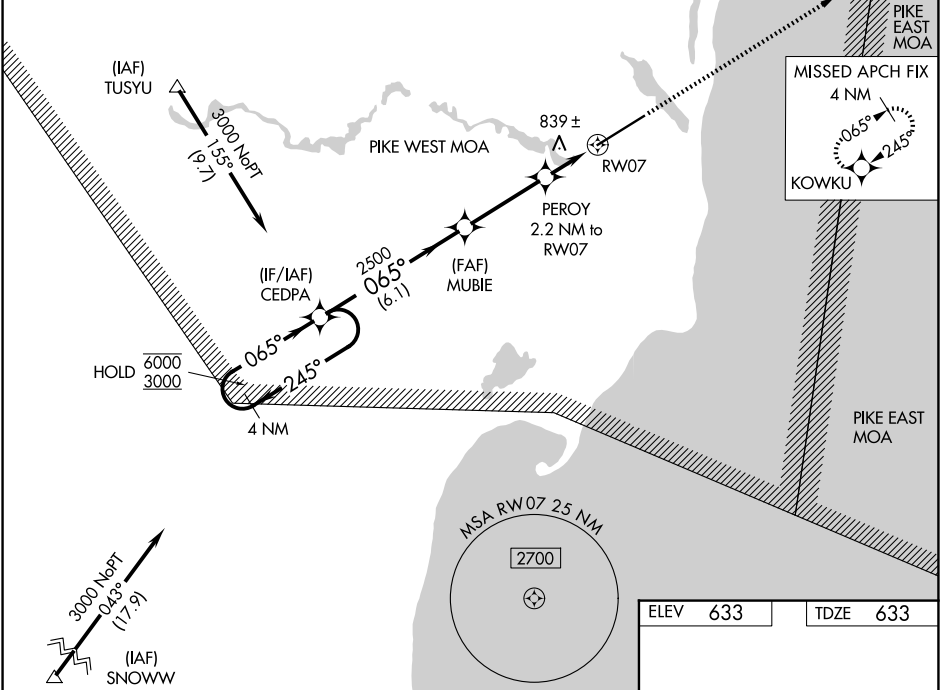 PIKE
EAST
MOA
MISSED APCH FIX
4 NM
065°
245°
KOWKU
(IAF)
TUSYU
3000 NoPT
155°
(9.7)
PIKE WEST MOA
839 ±
RW07
PEROY
2.2 NM to
RW07
(FAF)
MUBIE
2500
065°
(6.1)
(IF/IAF)
CEDPA
065°
245°
HOLD
6000
3000
4 NM
PIKE EAST
MOA
MSA RW07 25 NM
2700
3000 NoPT
043°
(17.9)
(IAF)
SNOWW
ELEV 633
TDZE 633